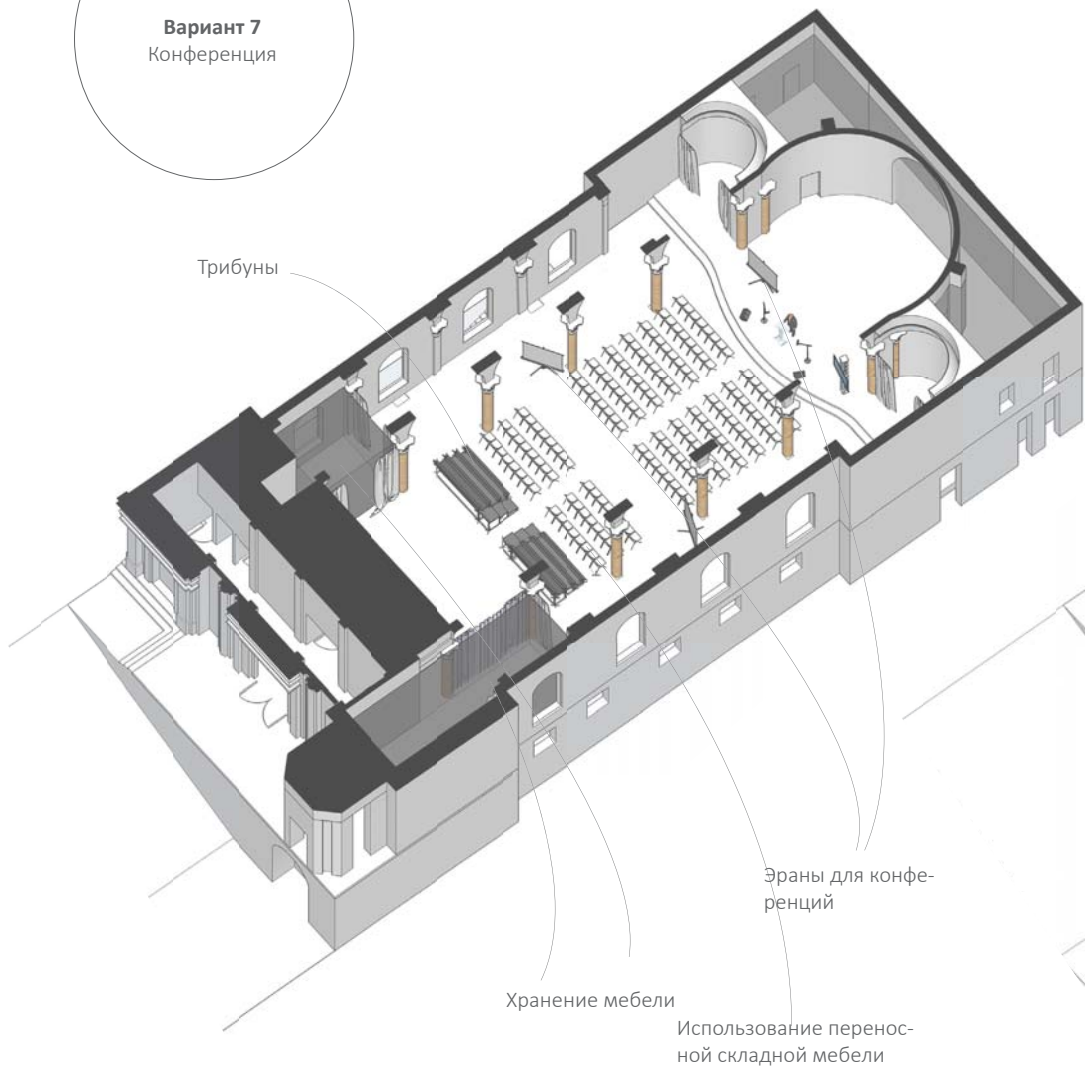 Вариант 7
Конференция
Трибуны
Эраны для конфе-
ренций
Хранение мебели
Использование перенос-
ной складной мебели